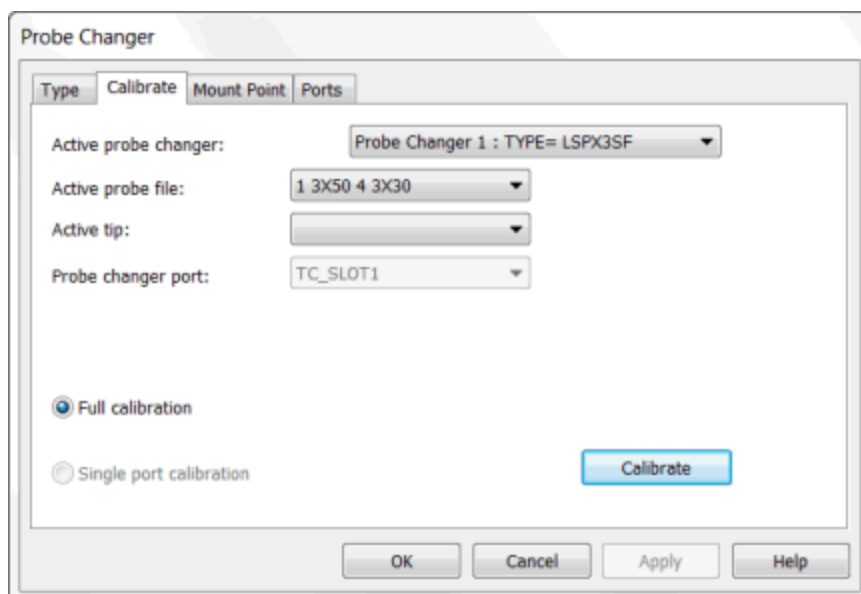 Probe Changer
Type Calibrate Mount Point Ports
Active probe changer: Probe Changer 1 : TYPE= LSPX3SF
Active probe file: 1 3X50 4 3X30
Active tip:
Probe changer port: TC_SLOT1
Full calibration
Single port calibration Calibrate
OK Cancel Apply Help